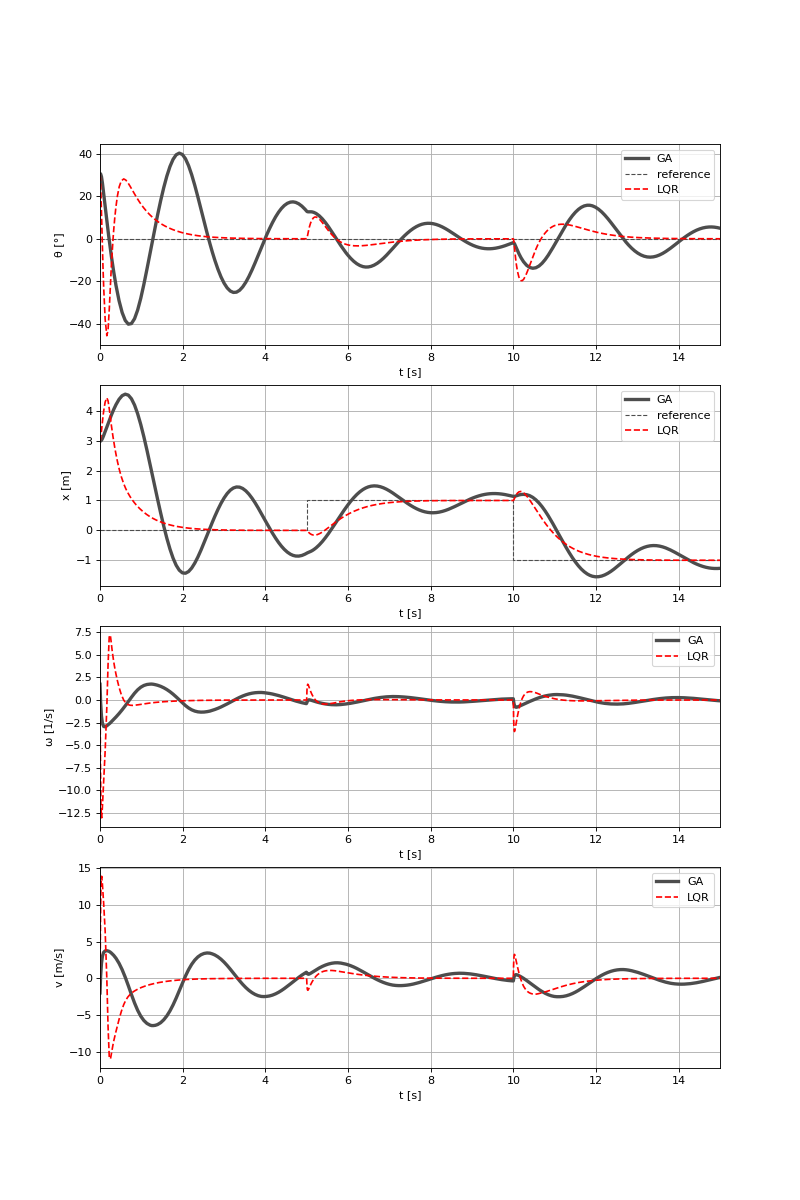 40
20
0
−20
−40
θ [°]
GA
reference
LQR
0 2 4 6 8 10 12 14
t [s]
4
3
2
1
0
−1
x [m]
GA
reference
LQR
0 2 4 6 8 10 12 14
t [s]
7.5
5.0
2.5
0.0
−2.5
−5.0
−7.5
−10.0
−12.5
ω [1/s]
GA
LQR
0 2 4 6 8 10 12 14
t [s]
15
10
5
0
−5
−10
v [m/s]
GA
LQR
0 2 4 6 8 10 12 14
t [s]